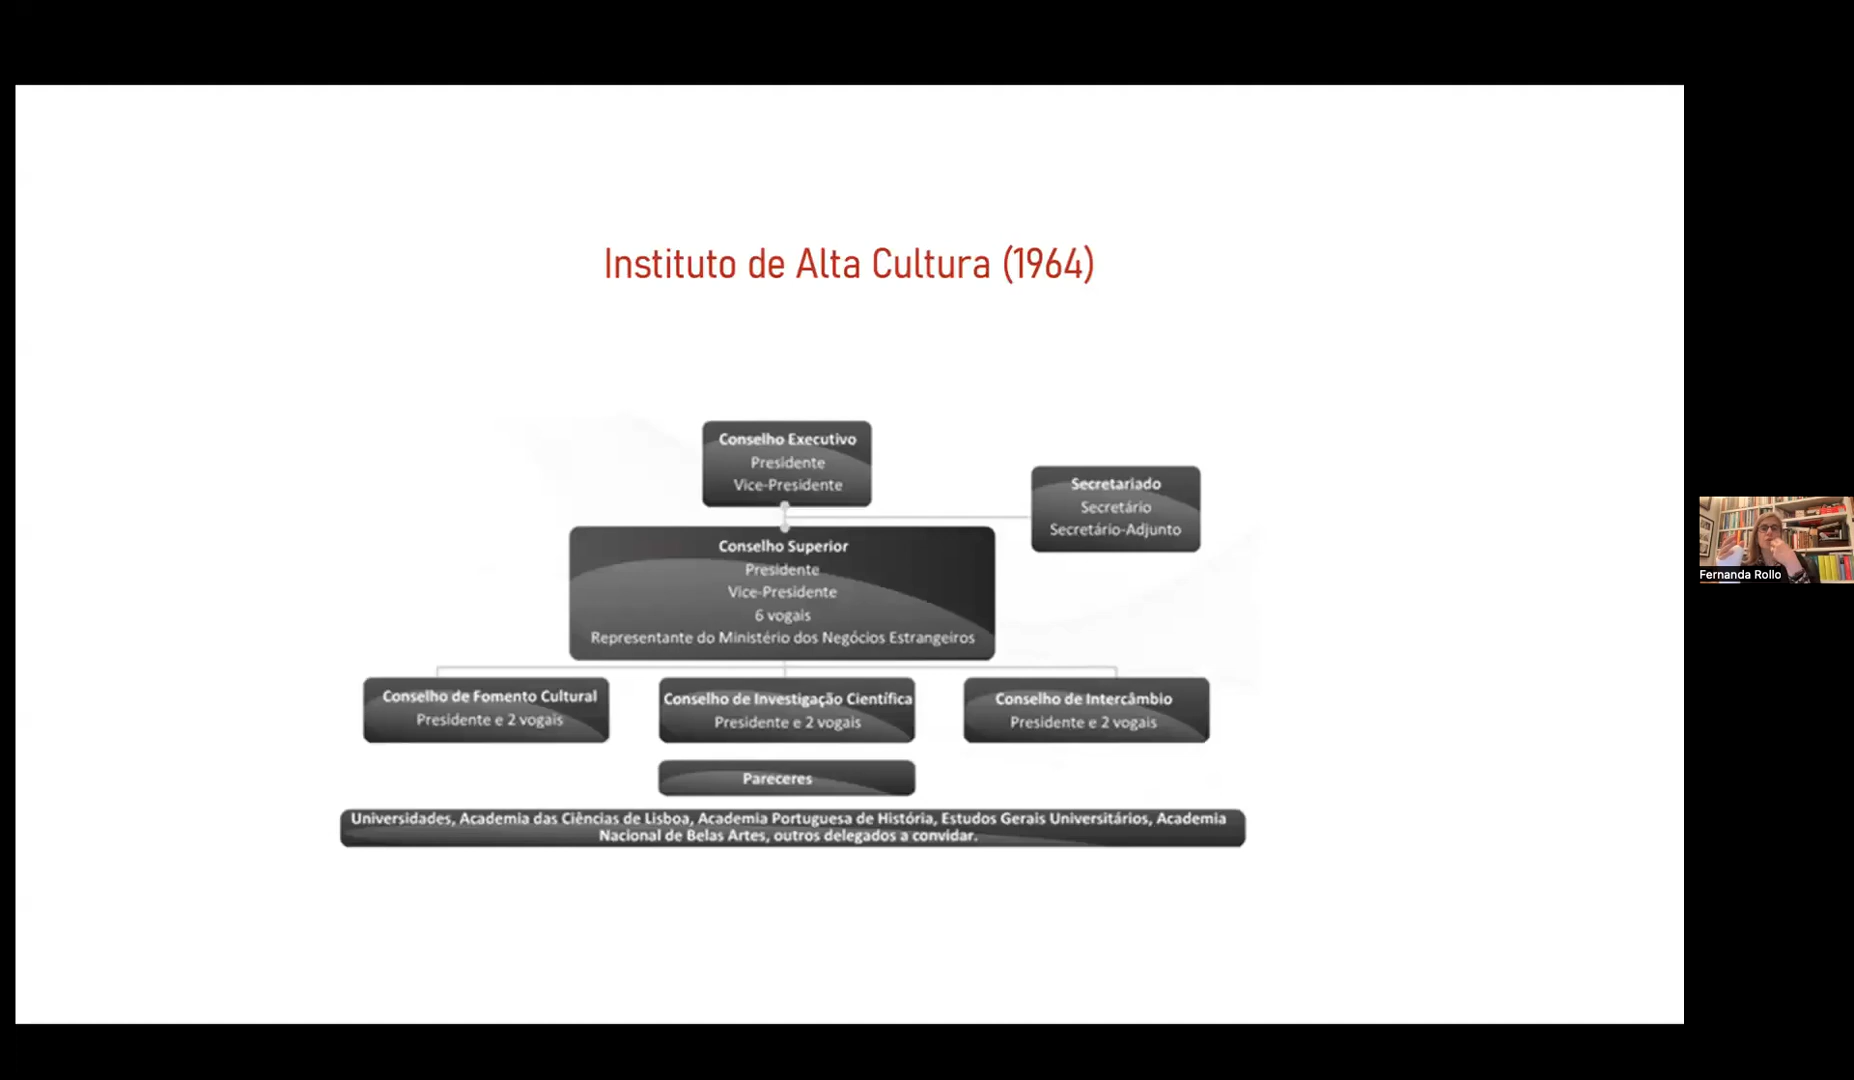 Instituto de Alta Cultura (1964)
Conselho Executivo
Presidente
Vice-Presidente
Secretariado
Secretário
Secretário-Adjunto
Conselho Superior
Presidente
Vice-Presidente
6 vogais
Representante do Ministério dos Negócios Estrangeiros
Conselho de Fomento Cultural
Presidente e 2 vogais
Conselho de Investigação Científica
Presidente e 2 vogais
Conselho de Intercâmbio
Presidente e 2 vogais
Pareceres
Universidades, Academia das Ciências de Lisboa, Academia Portuguesa de História, Estudos Gerais Universitários, Academia
Nacional de Belas Artes, outros delegados a convidar.
Fernanda Rollo